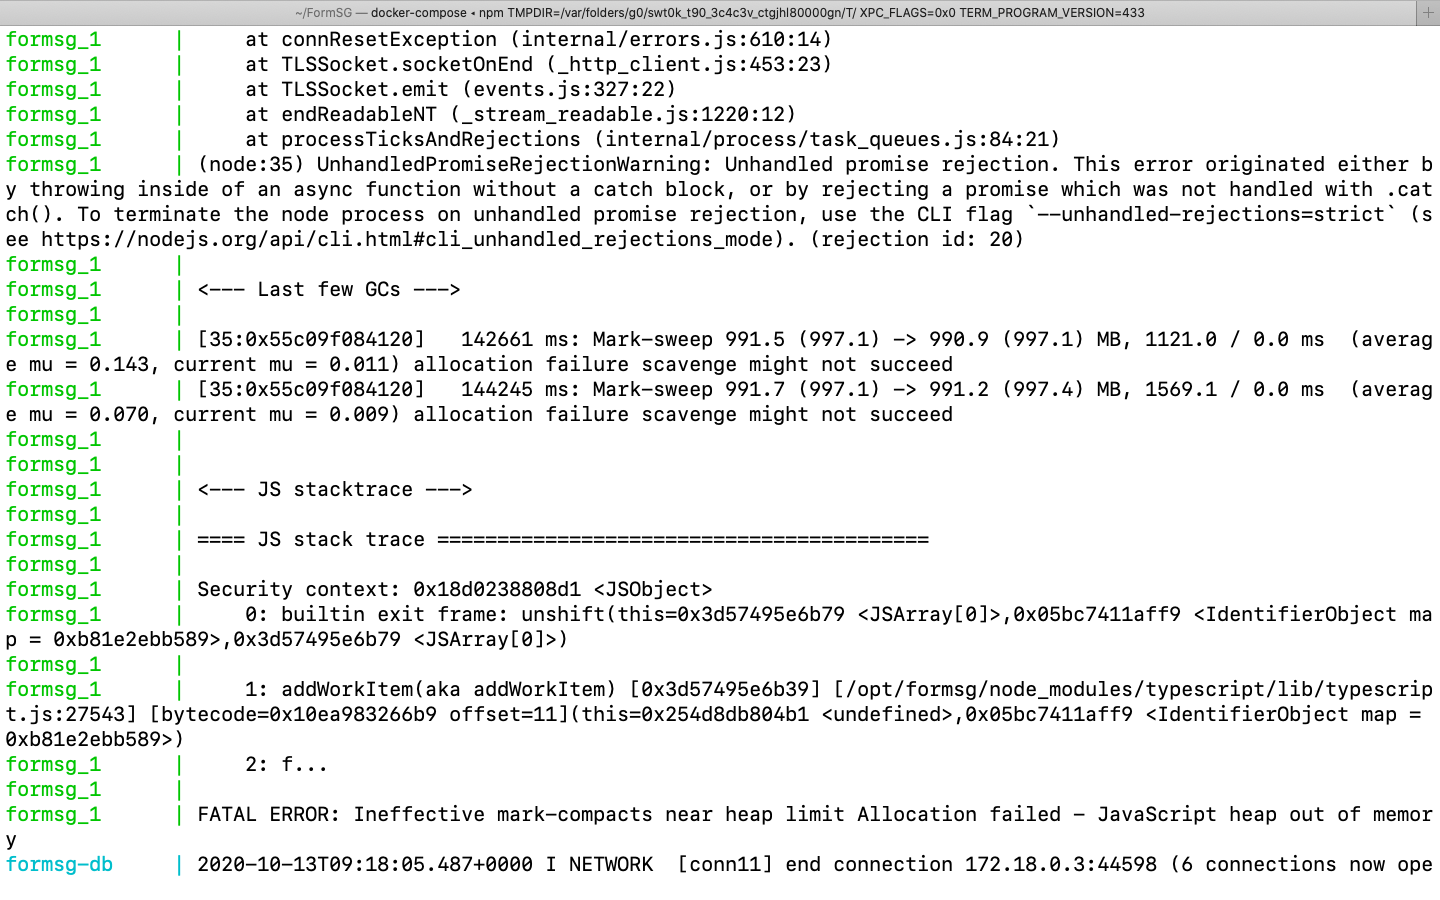 ~/FormSG — docker-compose ◂ npm TMPDIR=/var/folders/g0/swt0k_t90_3c4c3v_ctgjhl80000gn/T/ XPC_FLAGS=0x0 TERM_PROGRAM_VERSION=433
formsg_1 | at connResetException (internal/errors.js:610:14)
formsg_1 | at TLSSocket.socketOnEnd (_http_client.js:453:23)
formsg_1 | at TLSSocket.emit (events.js:327:22)
formsg_1 | at endReadableNT (_stream_readable.js:1220:12)
formsg_1 | at processTicksAndRejections (internal/process/task_queues.js:84:21)
formsg_1 | (node:35) UnhandledPromiseRejectionWarning: Unhandled promise rejection. This error originated either b
y throwing inside of an async function without a catch block, or by rejecting a promise which was not handled with .cat
ch(). To terminate the node process on unhandled promise rejection, use the CLI flag `--unhandled-rejections=strict` (s
ee https://nodejs.org/api/cli.html#cli_unhandled_rejections_mode). (rejection id: 20)
formsg_1 |
formsg_1 | <--- Last few GCs --->
formsg_1 |
formsg_1 | [35:0x55c09f084120] 142661 ms: Mark-sweep 991.5 (997.1) -> 990.9 (997.1) MB, 1121.0 / 0.0 ms (averag
e mu = 0.143, current mu = 0.011) allocation failure scavenge might not succeed
formsg_1 | [35:0x55c09f084120] 144245 ms: Mark-sweep 991.7 (997.1) -> 991.2 (997.4) MB, 1569.1 / 0.0 ms (averag
e mu = 0.070, current mu = 0.009) allocation failure scavenge might not succeed
formsg_1 |
formsg_1 |
formsg_1 | <--- JS stacktrace --->
formsg_1 |
formsg_1 | ==== JS stack trace =========================================
formsg_1 |
formsg_1 | Security context: 0x18d0238808d1 <JSObject>
formsg_1 | 0: builtin exit frame: unshift(this=0x3d57495e6b79 <JSArray[0]>,0x05bc7411aff9 <IdentifierObject ma
p = 0xb81e2ebb589>,0x3d57495e6b79 <JSArray[0]>)
formsg_1 |
formsg_1 | 1: addWorkItem(aka addWorkItem) [0x3d57495e6b39] [/opt/formsg/node_modules/typescript/lib/typescrip
t.js:27543] [bytecode=0x10ea983266b9 offset=11](this=0x254d8db804b1 <undefined>,0x05bc7411aff9 <IdentifierObject map =
0xb81e2ebb589>)
formsg_1 | 2: f...
formsg_1 |
formsg_1 | FATAL ERROR: Ineffective mark-compacts near heap limit Allocation failed - JavaScript heap out of memor
y
formsg-db | 2020-10-13T09:18:05.487+0000 I NETWORK [conn11] end connection 172.18.0.3:44598 (6 connections now ope